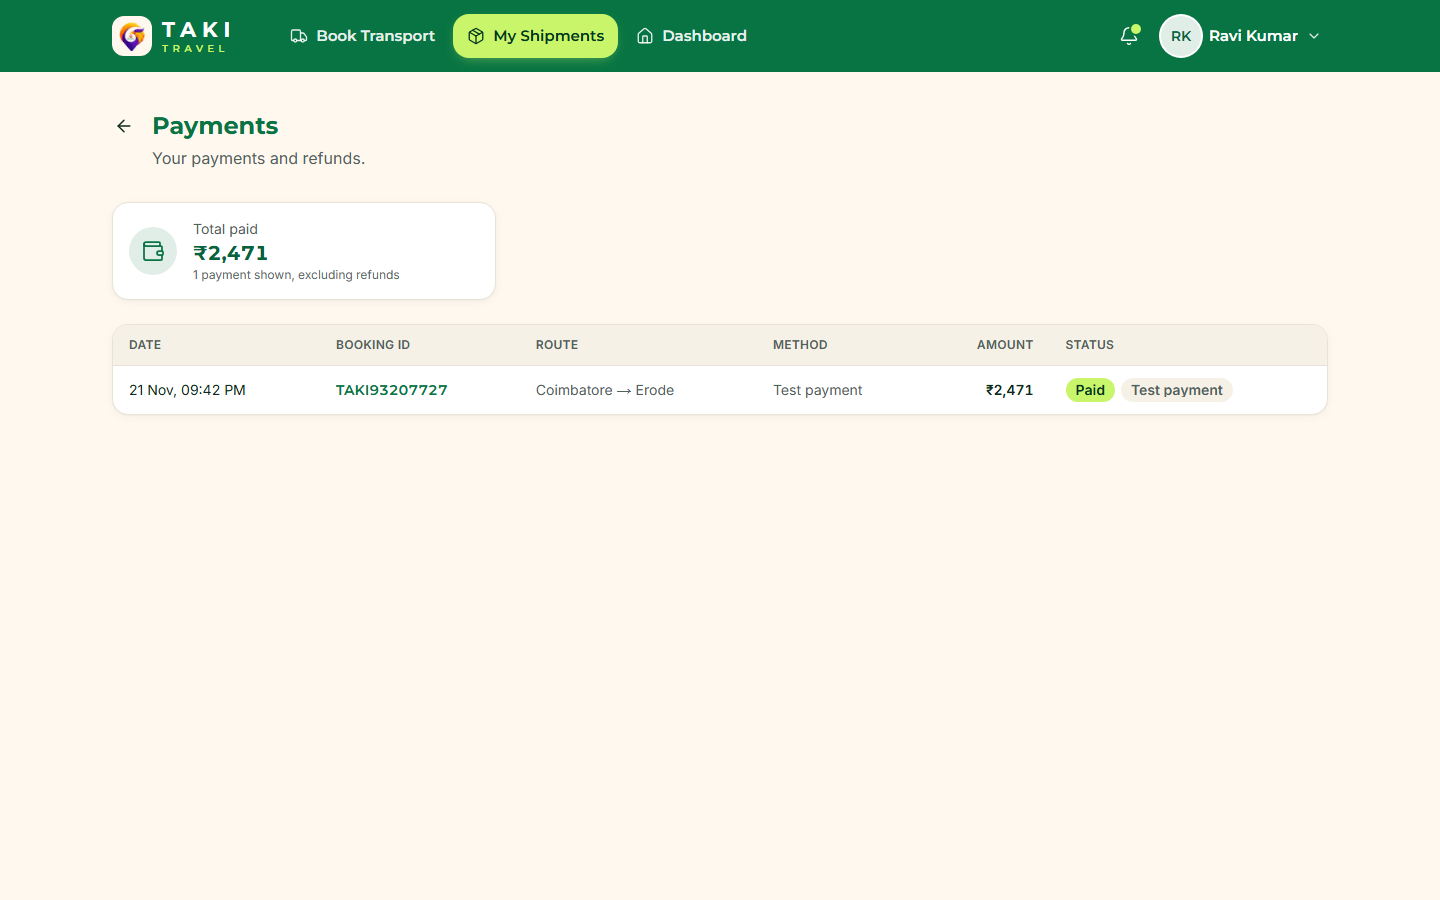 TAKI
TRAVEL
Book Transport
My Shipments
Dashboard
RK
Ravi Kumar
Payments
Your payments and refunds.
Total paid
₹2,471
1 payment shown, excluding refunds
DATE BOOKING ID ROUTE METHOD AMOUNT STATUS
21 Nov, 09:42 PM TAKI93207727 Coimbatore → Erode Test payment ₹2,471 Paid Test payment